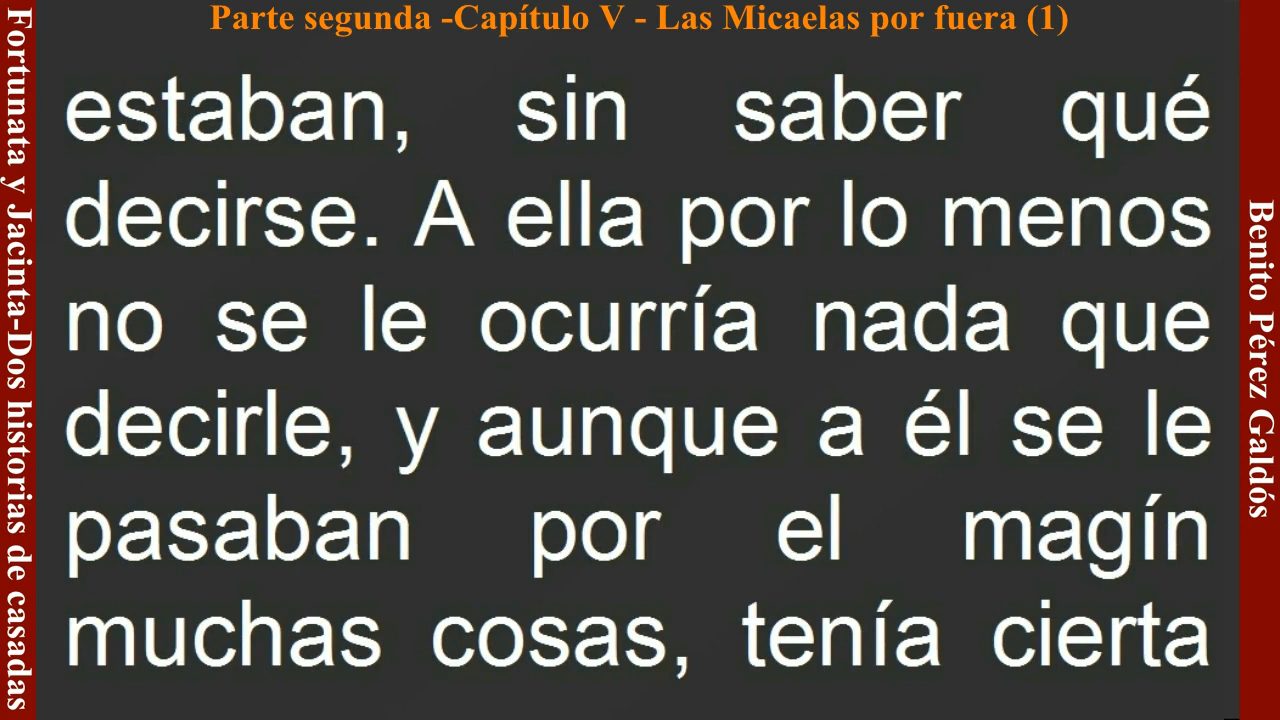 Parte segunda -Capítulo V - Las Micaelas por fuera (1)
Fortunata y Jacinta-Dos historias de casadas
estaban, sin saber qué
decirse. A ella por lo menos
no se le ocurría nada que
decirle, y aunque a él se le
pasaban por el magín
muchas cosas, tenía cierta
Benito Pérez Galdós